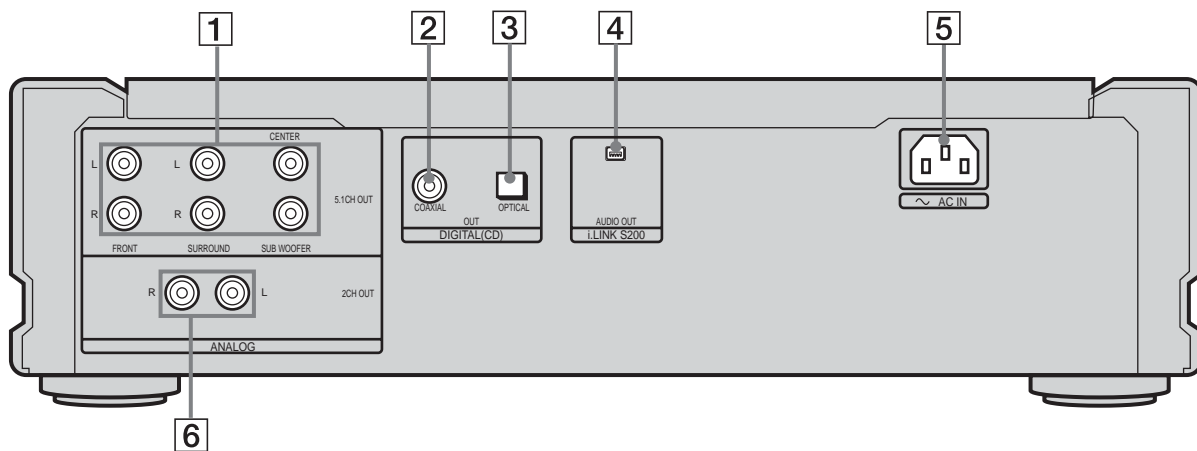 1
2
3
4
5
CENTER
L
L
R
R
5.1CH OUT
FRONT
SURROUND
SUB WOOFER
R
L
2CH OUT
ANALOG
COAXIAL
OPTICAL
OUT
DIGITAL(CD)
AUDIO OUT
i.LINK S200
~ AC IN
6